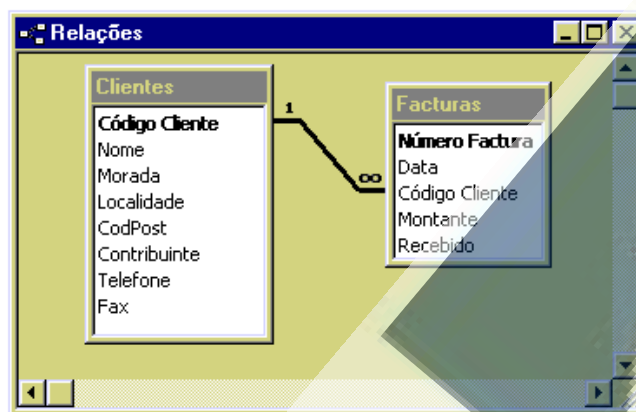 Relações
Clientes
Código Cliente
Nome
Morada
Localidade
CodPost
Contribuinte
Telefone
Fax
1
∞
Facturas
Número Factura
Data
Código Cliente
Montante
Recebido